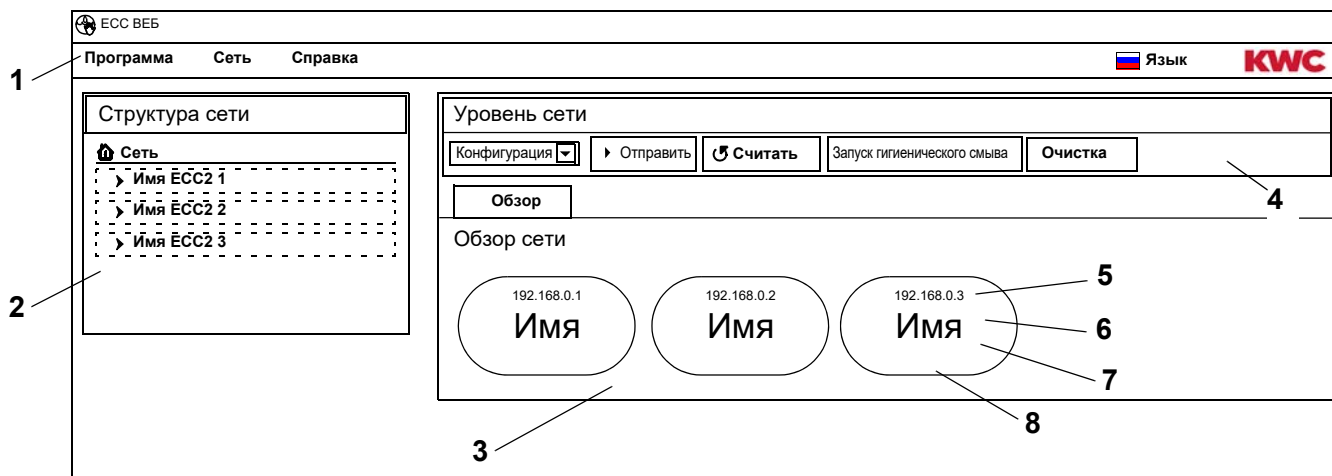 ECC ВЕБ
Программа Сеть Справка Язык KWC
1
Структура сети
Сеть
Имя ECC2 1
Имя ECC2 2
Имя ECC2 3
2
Уровень сети
Конфигурация Отправить Считать Запуск гигиенического смыва Очистка
4
Обзор
Обзор сети
192.168.0.1 192.168.0.2 192.168.0.3 5
Имя Имя Имя 6
7
8
3